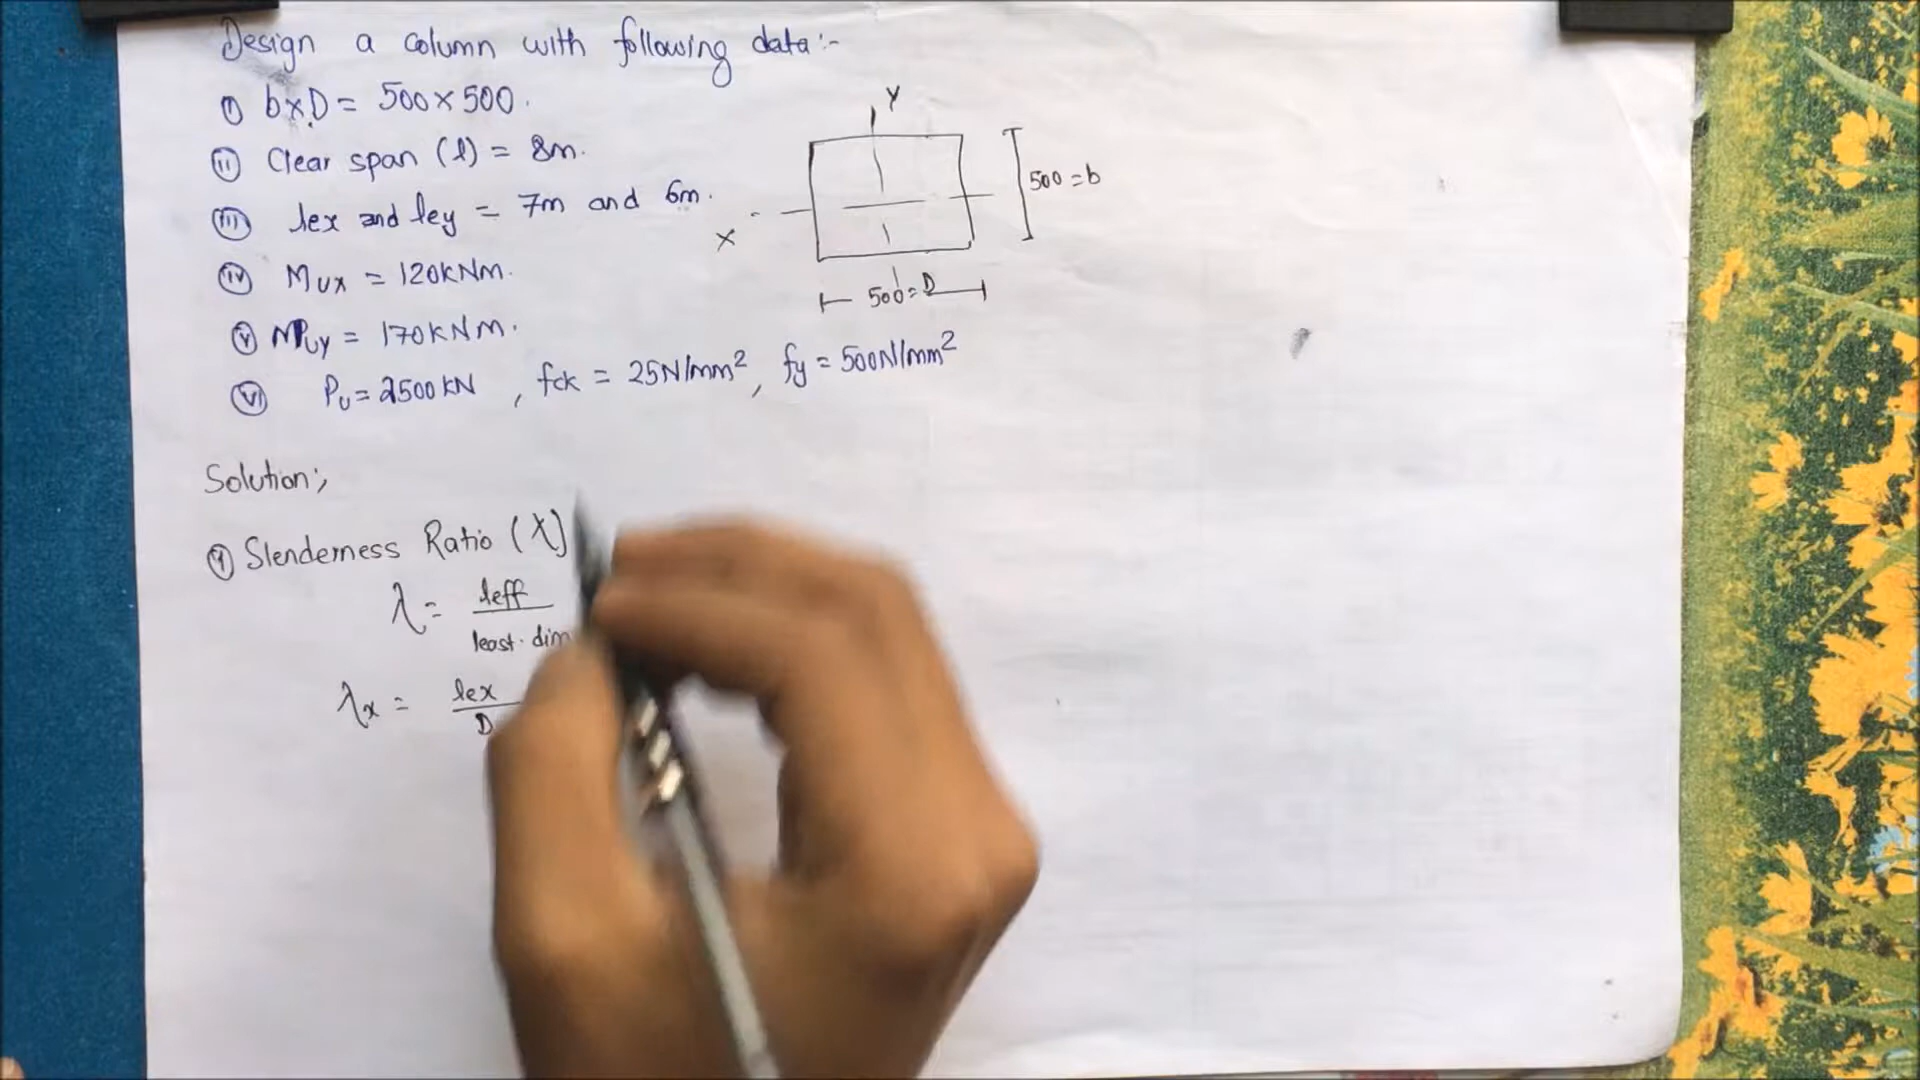 Design a column with following data:-
(i) b×D = 500×500.
(ii) Clear span (l) = 8m.
(iii) lex and ley = 7m and 6m.
(iv) Mux = 120kNm.
(v) Muy = 170kNm.
(vi) Pu = 2500kN, fck = 25N/mm², fy = 500N/mm²
Y
X
500 = b
500 = D
Solution;
(1) Slenderness Ratio (λ)
λ = leff / least. dim
λx = lex / D